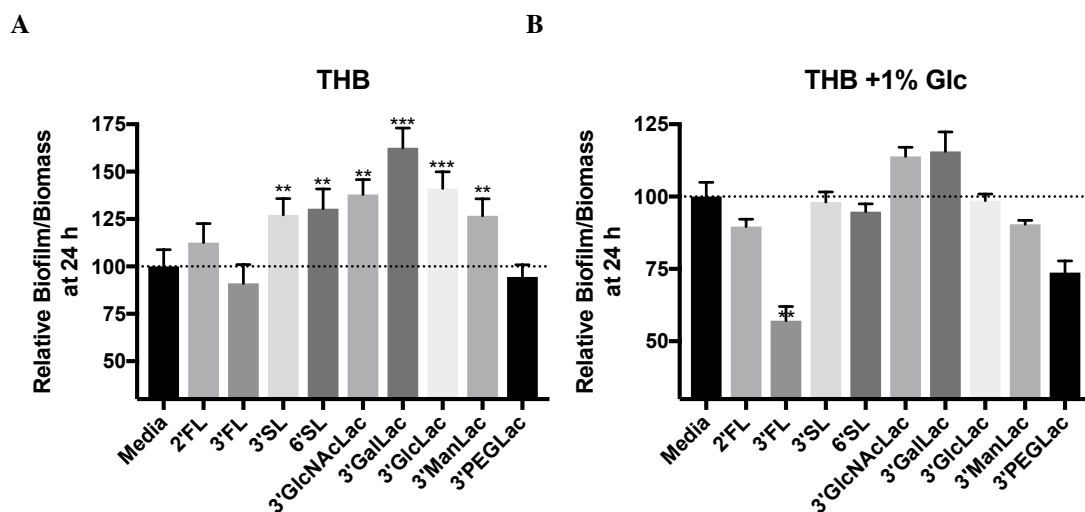 A
B
THB
Relative Biofilm/Biomass
at 24 h
175
150
125
100
75
50
**
**
**
***
***
**
Media
2'FL
3'FL
3'SL
6'SL
3'GlcNAcLac
3'GalLac
3'GlcLac
3'ManLac
3'PEGLac
THB +1% Glc
Relative Biofilm/Biomass
at 24 h
125
100
75
50
**
Media
2'FL
3'FL
3'SL
6'SL
3'GlcNAcLac
3'GalLac
3'GlcLac
3'ManLac
3'PEGLac